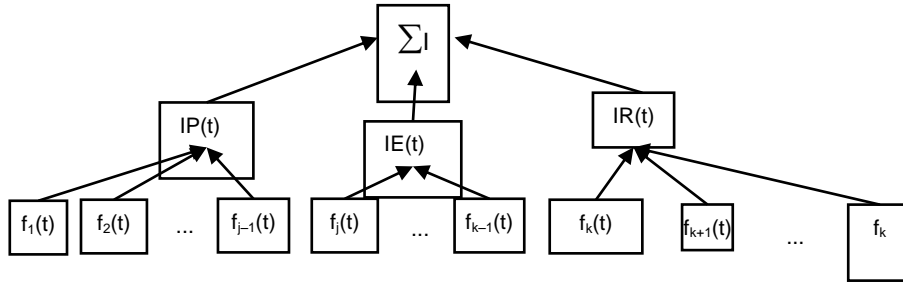 ∑I
IP(t)
IE(t)
IR(t)
f₁(t) f₂(t) ... fⱼ₋₁(t) fⱼ(t) ... fₖ₋₁(t) fₖ(t) fₖ₊₁(t) ... fₖ